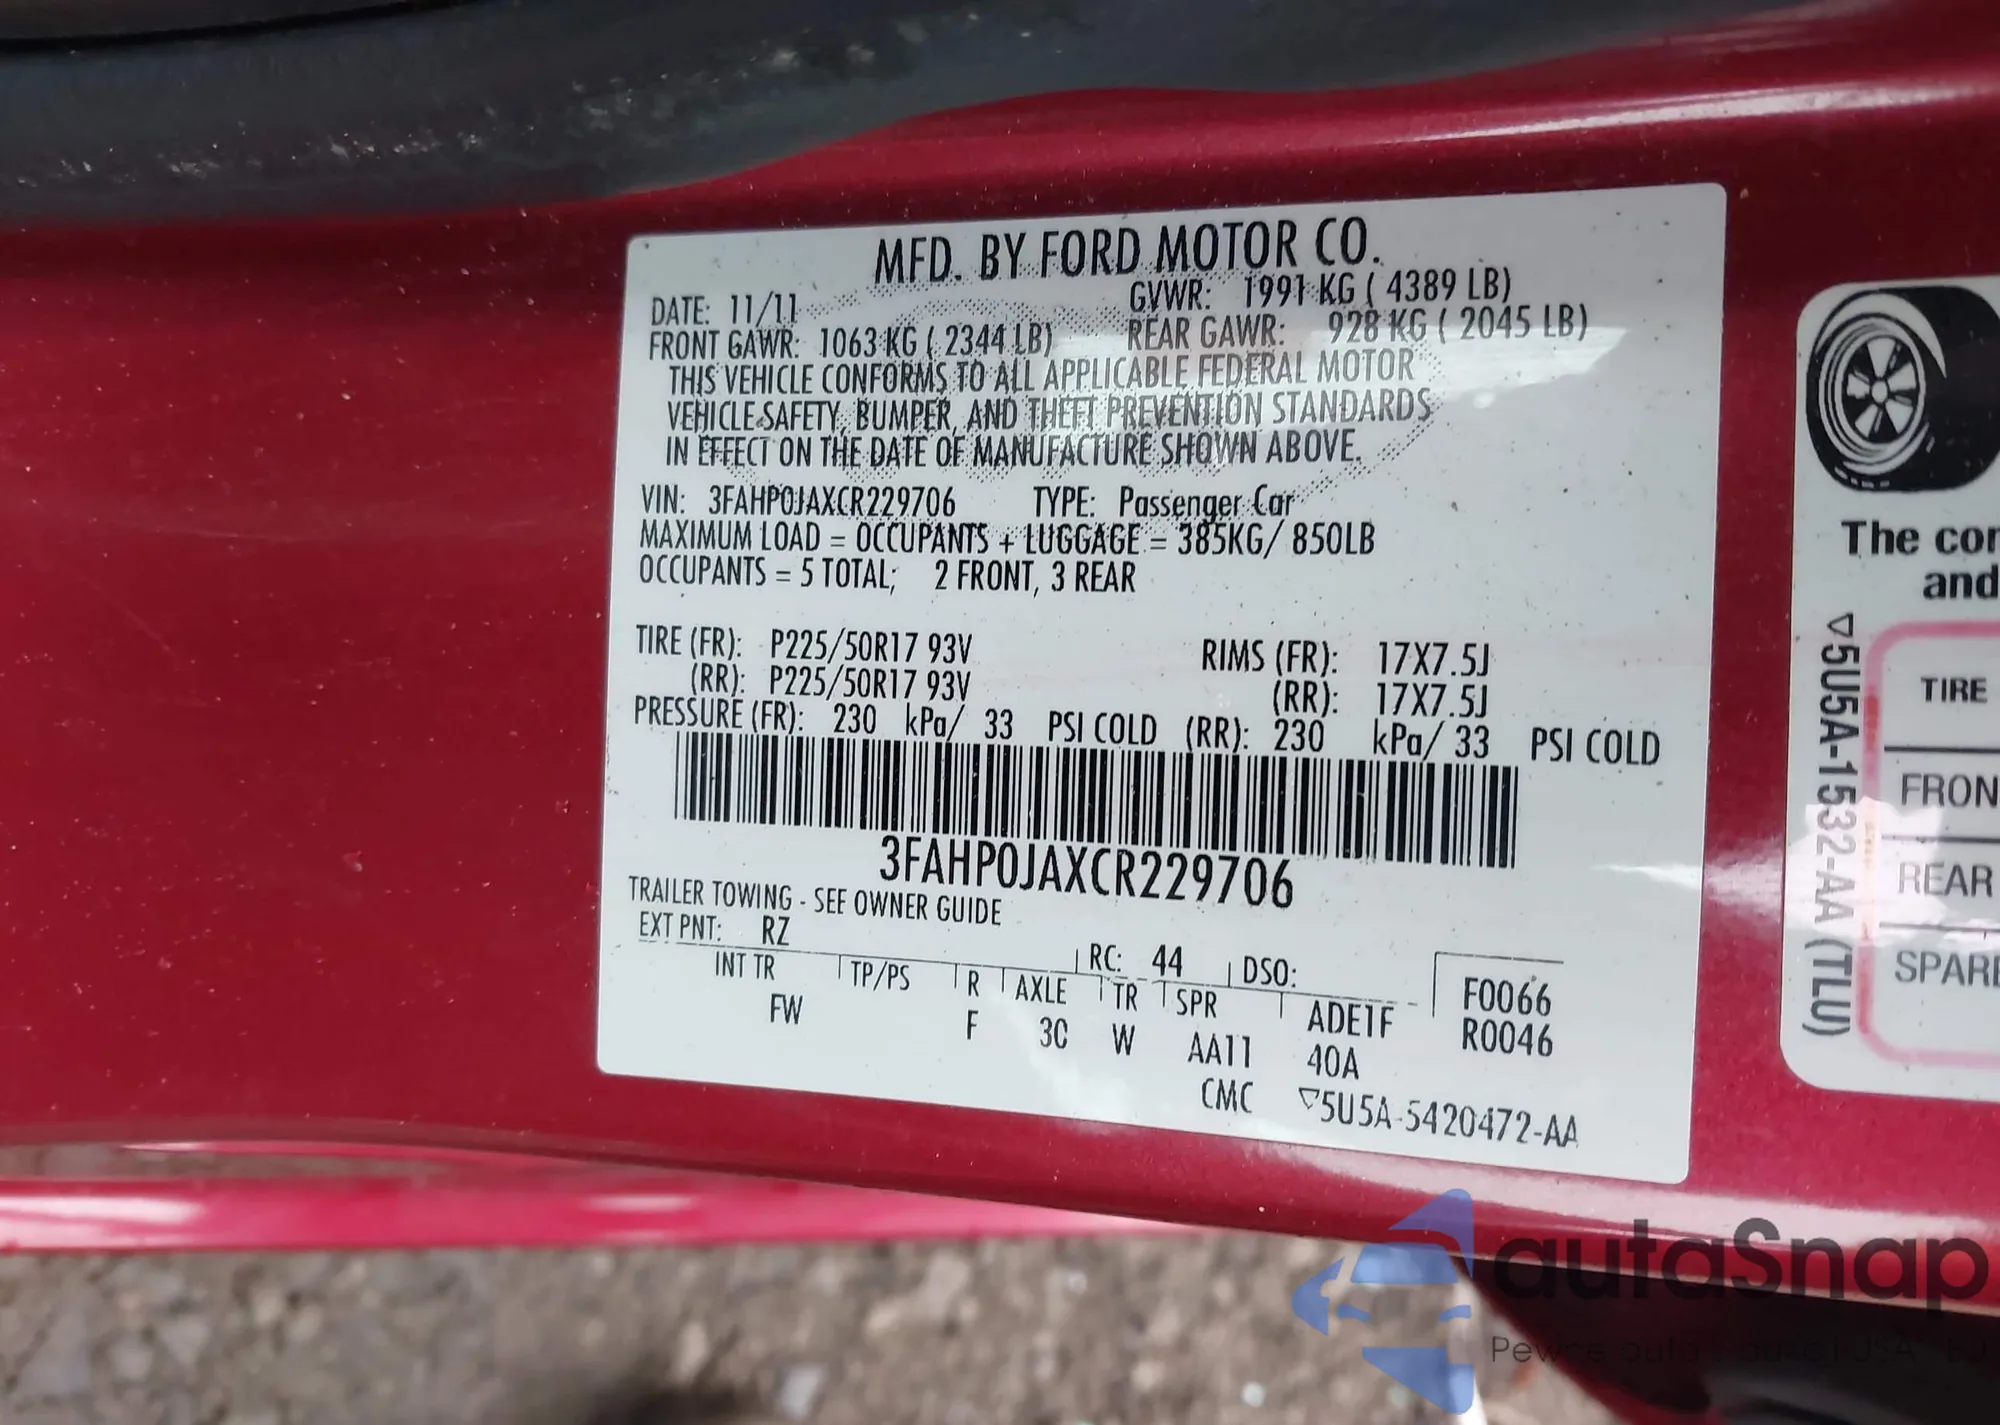 MFD. BY FORD MOTOR CO.
DATE: 11/11 GVWR: 1991 KG ( 4389 LB)
FRONT GAWR: 1063 KG ( 2344 LB) REAR GAWR: 928 KG ( 2045 LB)
THIS VEHICLE CONFORMS TO ALL APPLICABLE FEDERAL MOTOR
VEHICLE SAFETY, BUMPER, AND THEFT PREVENTION STANDARDS
IN EFFECT ON THE DATE OF MANUFACTURE SHOWN ABOVE.
VIN: 3FAHP0JAXCR229706 TYPE: Passenger Car
MAXIMUM LOAD = OCCUPANTS + LUGGAGE = 385KG/ 850LB
OCCUPANTS = 5 TOTAL; 2 FRONT, 3 REAR
TIRE (FR): P225/50R17 93V RIMS (FR): 17X7.5J
(RR): P225/50R17 93V (RR): 17X7.5J
PRESSURE (FR): 230 kPa/ 33 PSI COLD (RR): 230 kPa/ 33 PSI COLD
3FAHP0JAXCR229706
TRAILER TOWING - SEE OWNER GUIDE
EXT PNT: RZ RC: 44 DSO:
INT TR TP/PS R AXLE TR SPR ADE1F F0066
FW F 3C W AA11 40A R0046
CMC ▽5U5A-5420472-AA
The cor
and
▽5U5A-1532-AA (TLU)
TIRE
FRON
REAR
SPARE
autaSnap